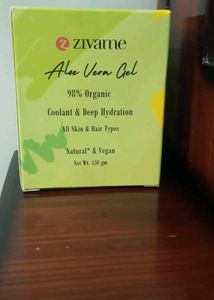 ZIVAME
Aloe Vera Gel
98% Organic
Coolant & Deep Hydration
All Skin & Hair Types
Natural* & Vegan
Net Wt. 150 gm